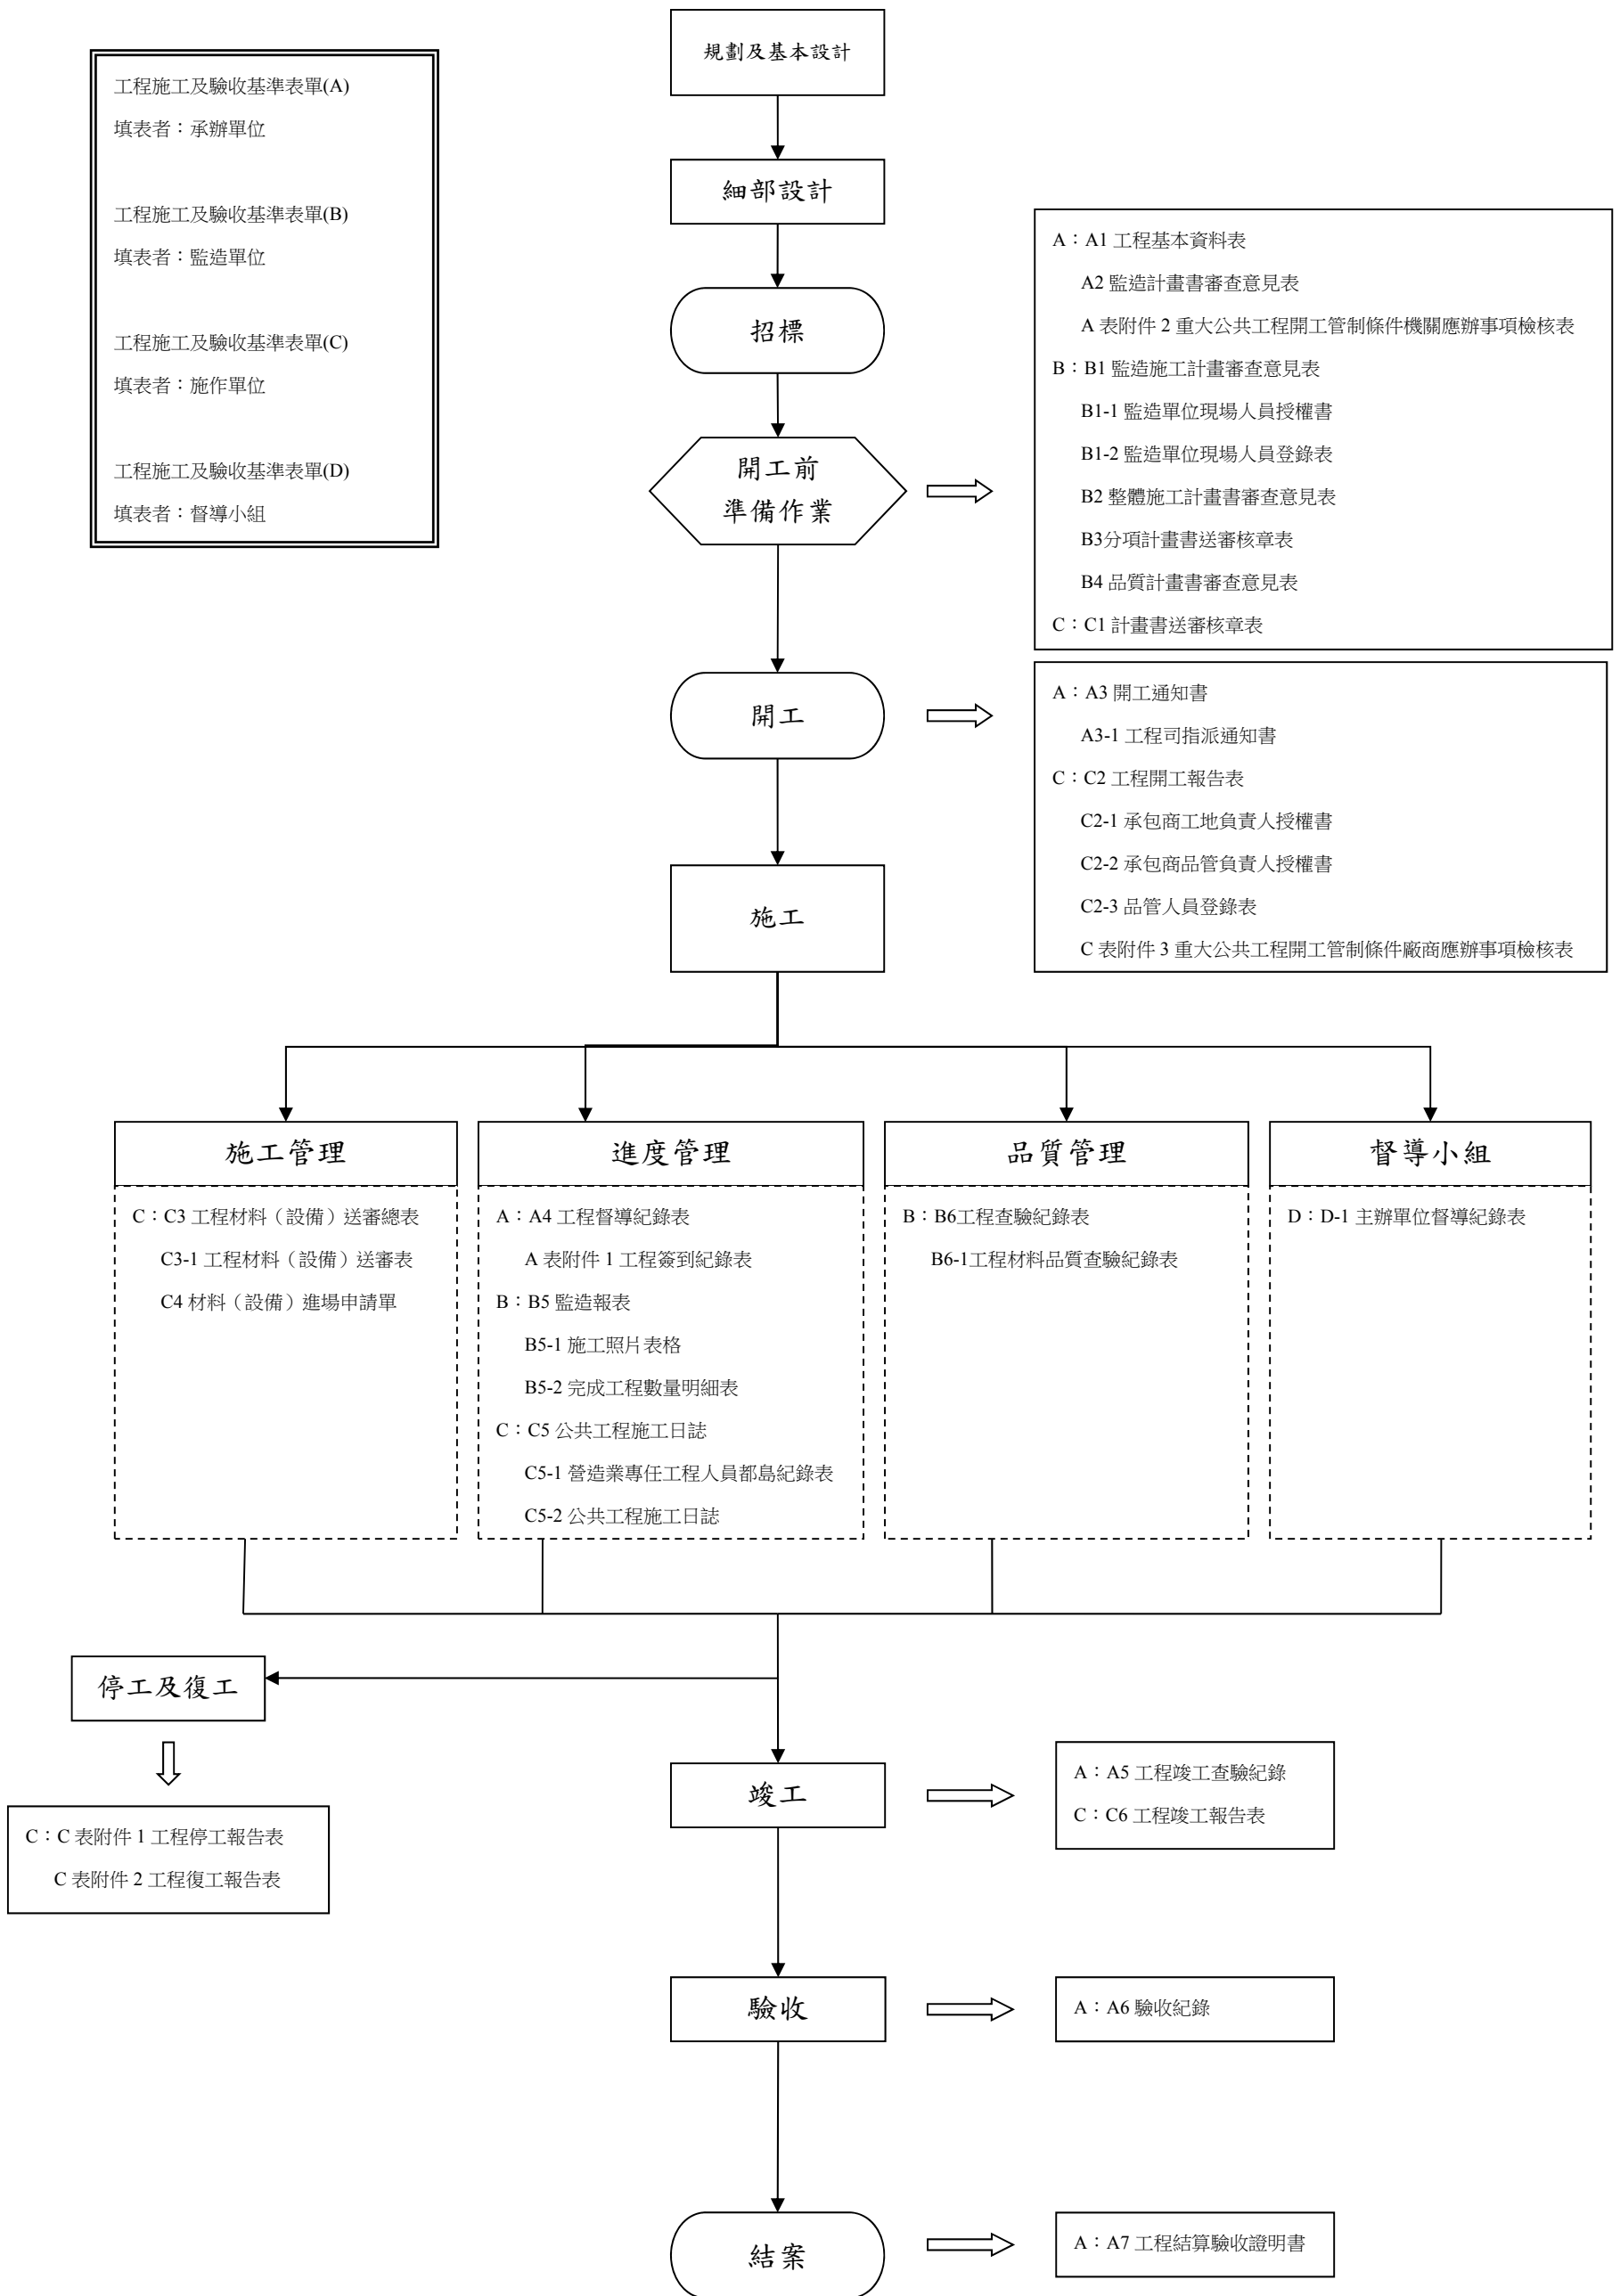 規劃及基本設計
工程施工及驗收基準表單(A)
填表者：承辦單位
工程施工及驗收基準表單(B)
填表者：監造單位
工程施工及驗收基準表單(C)
填表者：施作單位
工程施工及驗收基準表單(D)
填表者：督導小組
細部設計
招標
開工前
準備作業
A：A1 工程基本資料表
A2 監造計畫書審查意見表
A 表附件 2 重大公共工程開工管制條件機關應辦事項檢核表
B：B1 監造施工計畫審查意見表
B1-1 監造單位現場人員授權書
B1-2 監造單位現場人員登錄表
B2 整體施工計畫書審查意見表
B3分項計畫書送審核章表
B4 品質計畫書審查意見表
C：C1 計畫書送審核章表
開工
A：A3 開工通知書
A3-1 工程司指派通知書
C：C2 工程開工報告表
C2-1 承包商工地負責人授權書
C2-2 承包商品管負責人授權書
C2-3 品管人員登錄表
C 表附件 3 重大公共工程開工管制條件廠商應辦事項檢核表
施工
施工管理
C：C3 工程材料（設備）送審總表
C3-1 工程材料（設備）送審表
C4 材料（設備）進場申請單
進度管理
A：A4 工程督導紀錄表
A 表附件 1 工程簽到紀錄表
B：B5 監造報表
B5-1 施工照片表格
B5-2 完成工程數量明細表
C：C5 公共工程施工日誌
C5-1 營造業專任工程人員都島紀錄表
C5-2 公共工程施工日誌
品質管理
B：B6工程查驗紀錄表
B6-1工程材料品質查驗紀錄表
督導小組
D：D-1 主辦單位督導紀錄表
停工及復工
C：C 表附件 1 工程停工報告表
C 表附件 2 工程復工報告表
竣工
A：A5 工程竣工查驗紀錄
C：C6 工程竣工報告表
驗收
A：A6 驗收紀錄
結案
A：A7 工程結算驗收證明書